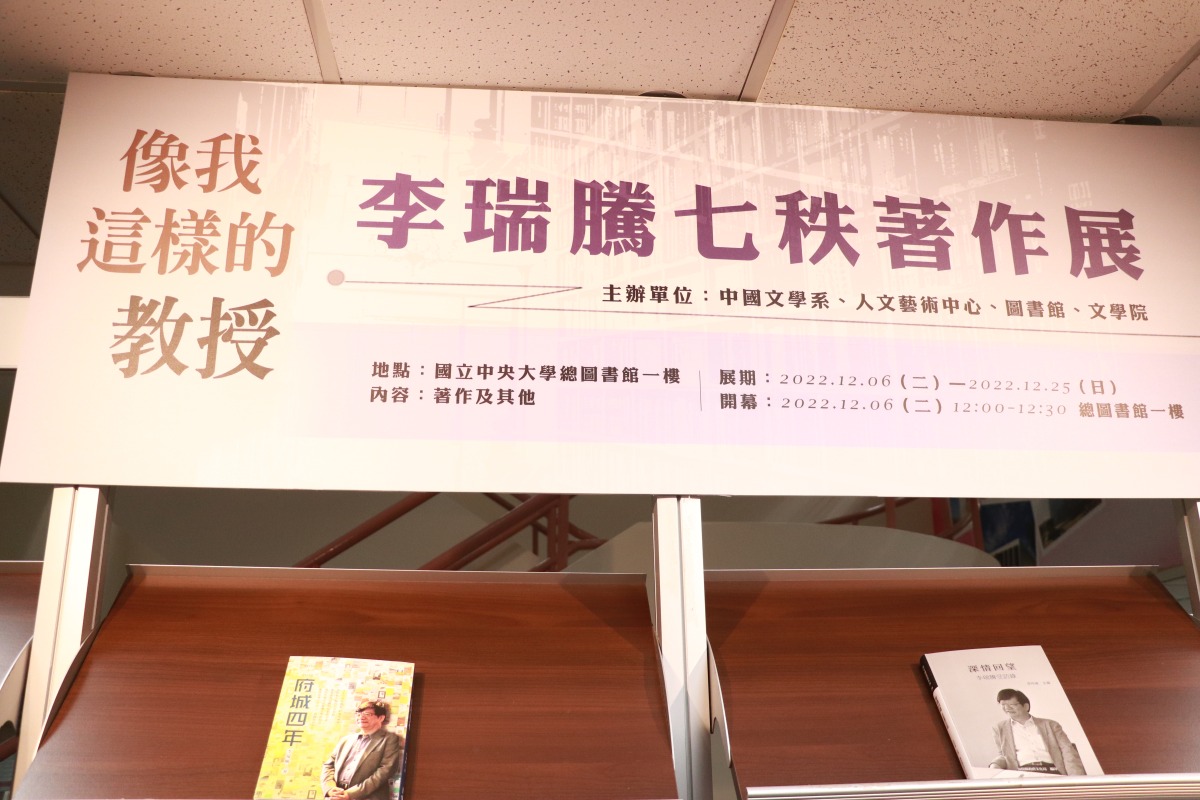 像我
這樣的
教授
李瑞騰七秩著作展
主辦單位：中國文學系、人文藝術中心、圖書館、文學院
地點：國立中央大學總圖書館一樓
內容：著作及其他
展期：2022.12.06（二）—2022.12.25（日）
開幕：2022.12.06（二）12:00-12:30 總圖書館一樓
府城四年
深情回望